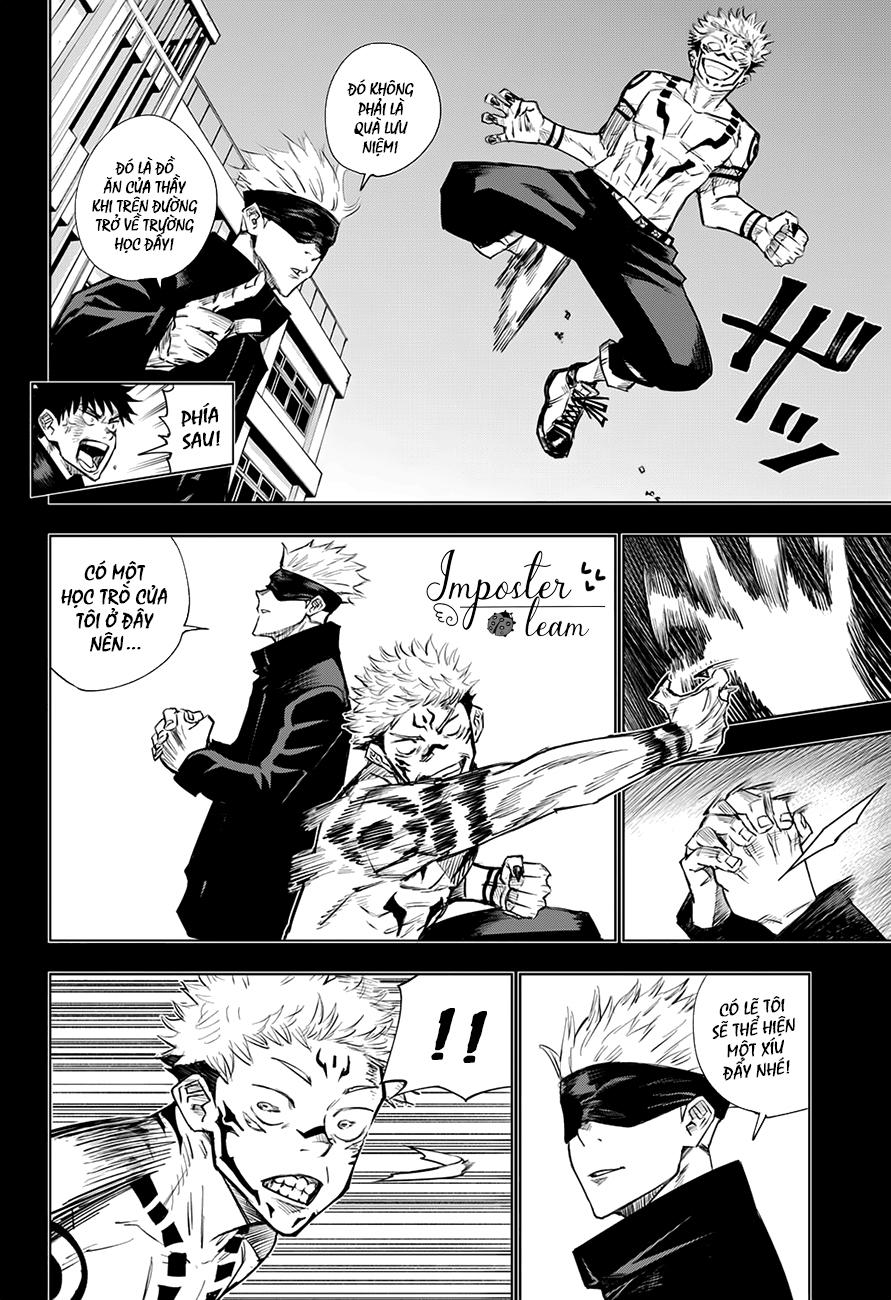 ĐÓ KHÔNG
PHẢI LÀ
QUÀ LƯU
NIỆM!
ĐÓ LÀ ĐỒ
ĂN CỦA THẦY
KHI TRÊN ĐƯỜNG
TRỞ VỀ TRƯỜNG
HỌC ĐẤY!
ザッ
PHÍA
SAU!
Imposter
team
CÓ MỘT
HỌC TRÒ CỦA
TÔI Ở ĐÂY
NÊN...
CÓ LẼ TÔI
SẼ THỂ HIỆN
MỘT XÍU
ĐẤY NHÉ!
!!